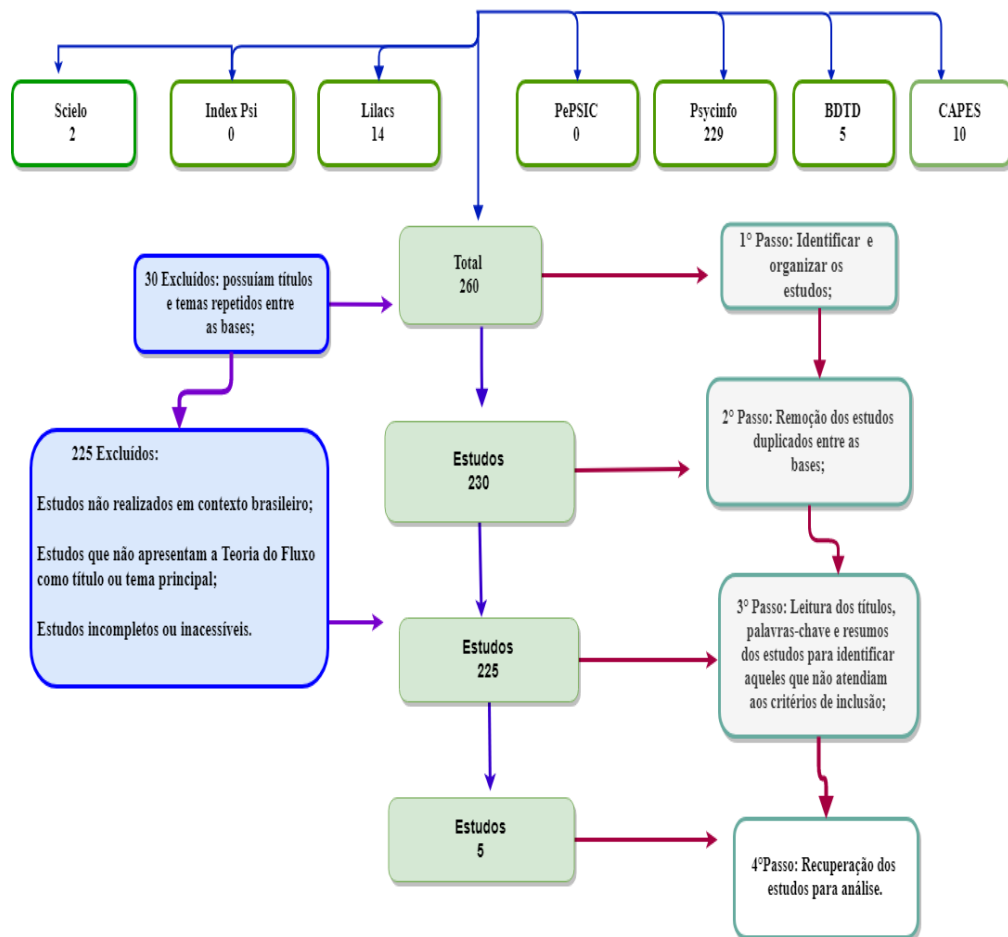 Scielo
2
Index Psi
0
Lilacs
14
PePSIC
0
Psycinfo
229
BDTD
5
CAPES
10
30 Excluídos: possuíam títulos
e temas repetidos entre
as bases;
Total
260
1° Passo: Identificar e
organizar os
estudos;
225 Excluídos:
Estudos não realizados em contexto brasileiro;
Estudos que não apresentam a Teoria do Fluxo
como título ou tema principal;
Estudos incompletos ou inacessíveis.
Estudos
230
2° Passo: Remoção dos estudos
duplicados entre as
bases;
Estudos
225
3° Passo: Leitura dos títulos,
palavras-chave e resumos
dos estudos para identificar
aqueles que não atendiam
aos critérios de inclusão;
Estudos
5
4°Passo: Recuperação dos
estudos para análise.